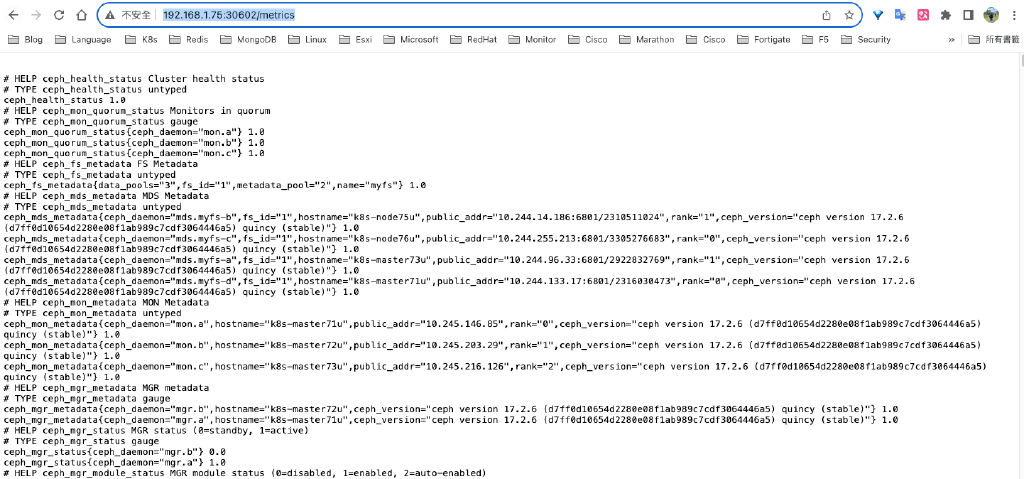 不安全 192.168.1.75:30602/metrics
Blog Language K8s Redis MongoDB Linux Esxi Microsoft RedHat Monitor Cisco Marathon Cisco Fortigate F5 Security » 所有書籤
# HELP ceph_health_status Cluster health status
# TYPE ceph_health_status untyped
ceph_health_status 1.0
# HELP ceph_mon_quorum_status Monitors in quorum
# TYPE ceph_mon_quorum_status gauge
ceph_mon_quorum_status{ceph_daemon="mon.a"} 1.0
ceph_mon_quorum_status{ceph_daemon="mon.b"} 1.0
ceph_mon_quorum_status{ceph_daemon="mon.c"} 1.0
# HELP ceph_fs_metadata FS Metadata
# TYPE ceph_fs_metadata untyped
ceph_fs_metadata{data_pools="3",fs_id="1",metadata_pool="2",name="myfs"} 1.0
# HELP ceph_mds_metadata MDS Metadata
# TYPE ceph_mds_metadata untyped
ceph_mds_metadata{ceph_daemon="mds.myfs-b",fs_id="1",hostname="k8s-node75u",public_addr="10.244.14.186:6801/2310511024",rank="1",ceph_version="ceph version 17.2.6
(d7ff0d10654d2280e08f1ab989c7cdf3064446a5) quincy (stable)"} 1.0
ceph_mds_metadata{ceph_daemon="mds.myfs-c",fs_id="1",hostname="k8s-node76u",public_addr="10.244.255.213:6801/3305276683",rank="0",ceph_version="ceph version 17.2.6
(d7ff0d10654d2280e08f1ab989c7cdf3064446a5) quincy (stable)"} 1.0
ceph_mds_metadata{ceph_daemon="mds.myfs-a",fs_id="1",hostname="k8s-master73u",public_addr="10.244.96.33:6801/2922832769",rank="1",ceph_version="ceph version 17.2.6
(d7ff0d10654d2280e08f1ab989c7cdf3064446a5) quincy (stable)"} 1.0
ceph_mds_metadata{ceph_daemon="mds.myfs-d",fs_id="1",hostname="k8s-master71u",public_addr="10.244.133.17:6801/2316030473",rank="0",ceph_version="ceph version 17.2.6
(d7ff0d10654d2280e08f1ab989c7cdf3064446a5) quincy (stable)"} 1.0
# HELP ceph_mon_metadata MON Metadata
# TYPE ceph_mon_metadata untyped
ceph_mon_metadata{ceph_daemon="mon.a",hostname="k8s-master71u",public_addr="10.245.146.85",rank="0",ceph_version="ceph version 17.2.6 (d7ff0d10654d2280e08f1ab989c7cdf3064446a5)
quincy (stable)"} 1.0
ceph_mon_metadata{ceph_daemon="mon.b",hostname="k8s-master72u",public_addr="10.245.203.29",rank="1",ceph_version="ceph version 17.2.6 (d7ff0d10654d2280e08f1ab989c7cdf3064446a5)
quincy (stable)"} 1.0
ceph_mon_metadata{ceph_daemon="mon.c",hostname="k8s-master73u",public_addr="10.245.216.126",rank="2",ceph_version="ceph version 17.2.6 (d7ff0d10654d2280e08f1ab989c7cdf3064446a5)
quincy (stable)"} 1.0
# HELP ceph_mgr_metadata MGR metadata
# TYPE ceph_mgr_metadata gauge
ceph_mgr_metadata{ceph_daemon="mgr.b",hostname="k8s-master72u",ceph_version="ceph version 17.2.6 (d7ff0d10654d2280e08f1ab989c7cdf3064446a5) quincy (stable)"} 1.0
ceph_mgr_metadata{ceph_daemon="mgr.a",hostname="k8s-master71u",ceph_version="ceph version 17.2.6 (d7ff0d10654d2280e08f1ab989c7cdf3064446a5) quincy (stable)"} 1.0
# HELP ceph_mgr_status MGR status (0=standby, 1=active)
# TYPE ceph_mgr_status gauge
ceph_mgr_status{ceph_daemon="mgr.b"} 0.0
ceph_mgr_status{ceph_daemon="mgr.a"} 1.0
# HELP ceph_mgr_module_status MGR module status (0=disabled, 1=enabled, 2=auto-enabled)